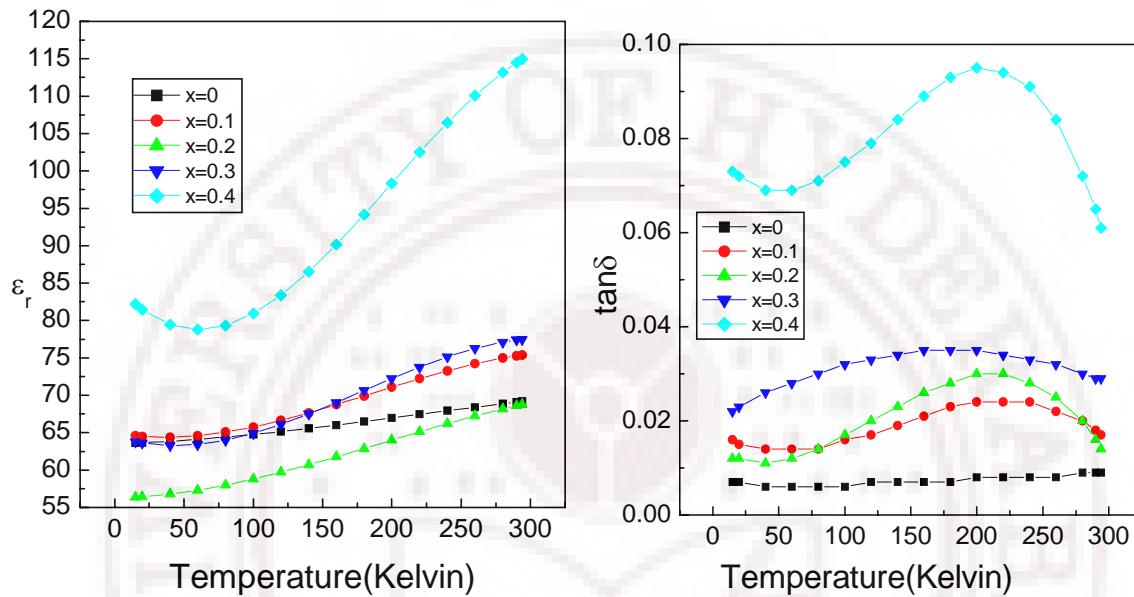 120
115
110
105
100
95
90
85
80
75
70
65
60
55
εr
x=0
x=0.1
x=0.2
x=0.3
x=0.4
0 50 100 150 200 250 300
Temperature(Kelvin)
0.10
0.08
0.06
0.04
0.02
0.00
tanδ
x=0
x=0.1
x=0.2
x=0.3
x=0.4
0 50 100 150 200 250 300
Temperature(Kelvin)